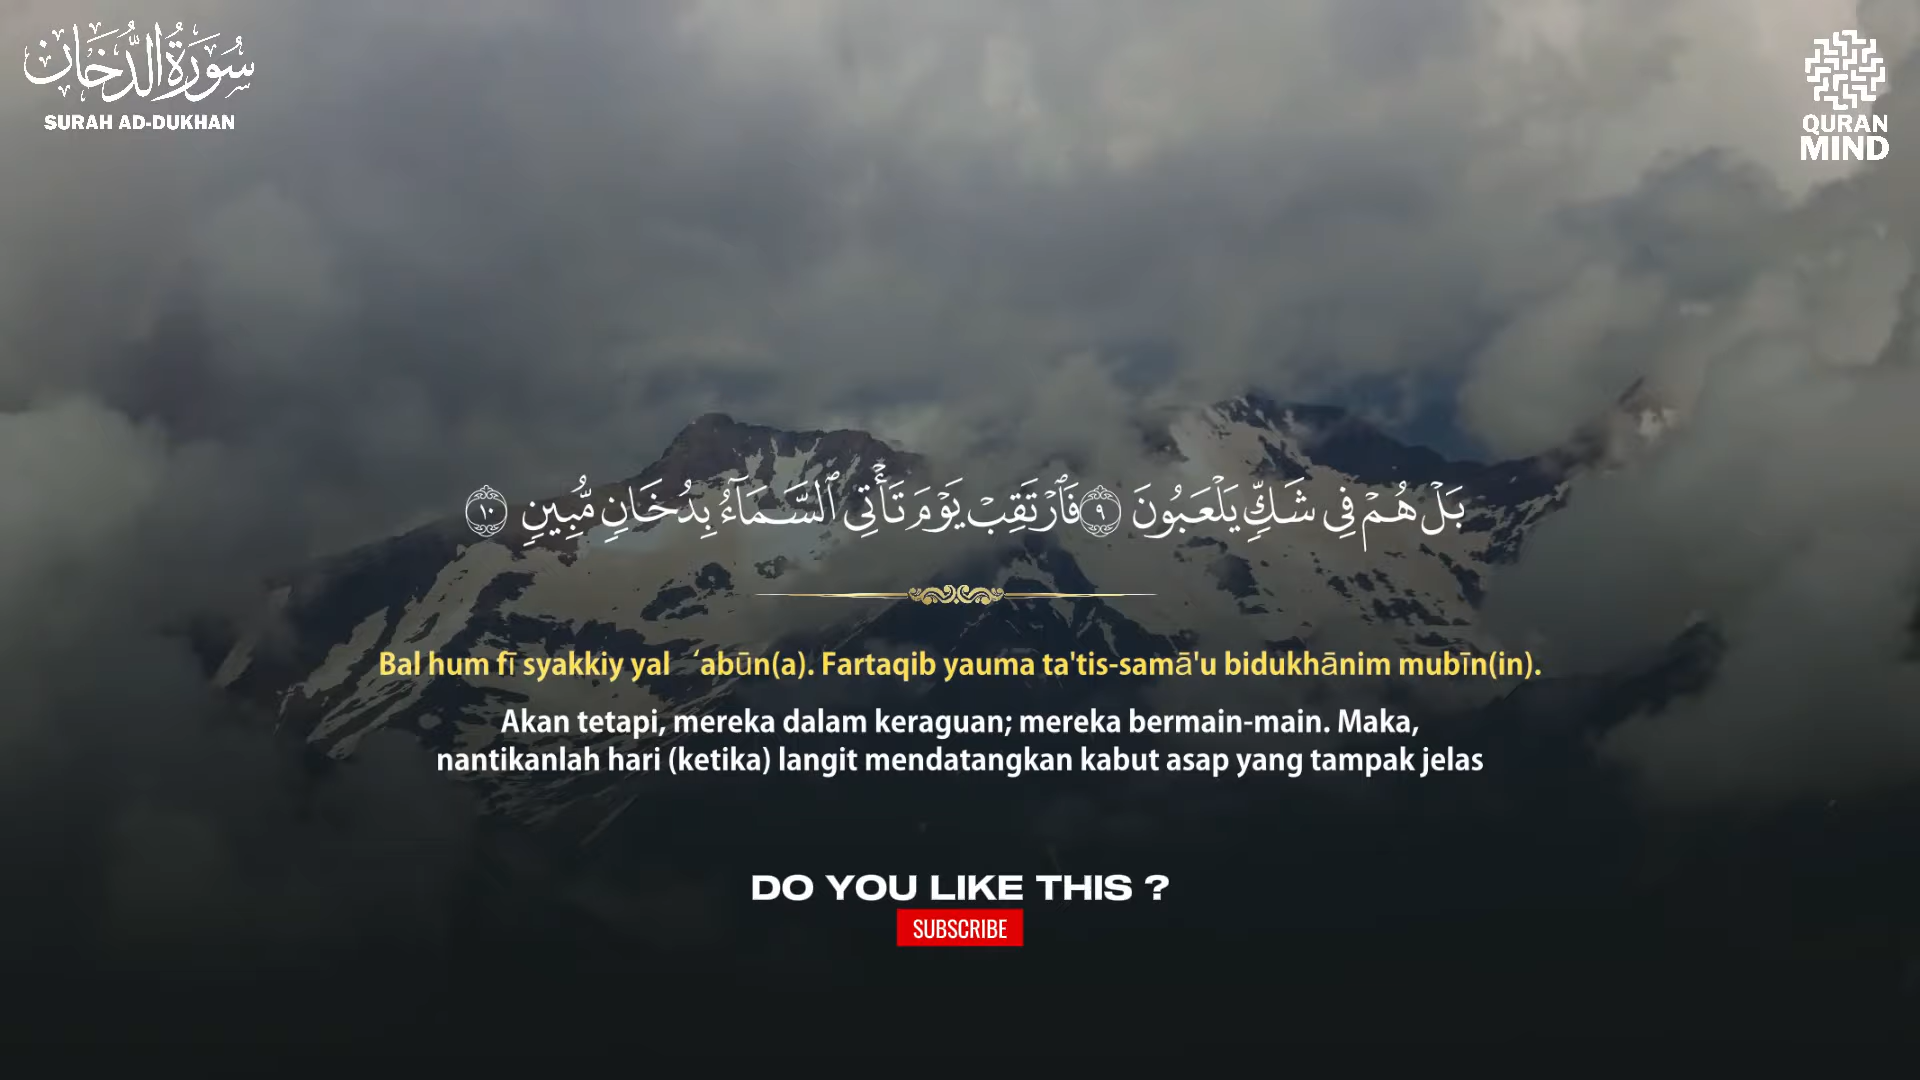 سُورَةُ الدُّخَان
SURAH AD-DUKHAN
QURAN
MIND
بَلْ هُمْ فِى شَكٍّ يَلْعَبُونَ ٩ فَٱرْتَقِبْ يَوْمَ تَأْتِى ٱلسَّمَآءُ بِدُخَانٍ مُّبِينٍ ١٠
Bal hum fī syakkiy yal ‘abūn(a). Fartaqib yauma ta'tis-samā'u bidukhānim mubīn(in).
Akan tetapi, mereka dalam keraguan; mereka bermain-main. Maka,
nantikanlah hari (ketika) langit mendatangkan kabut asap yang tampak jelas
DO YOU LIKE THIS ?
SUBSCRIBE